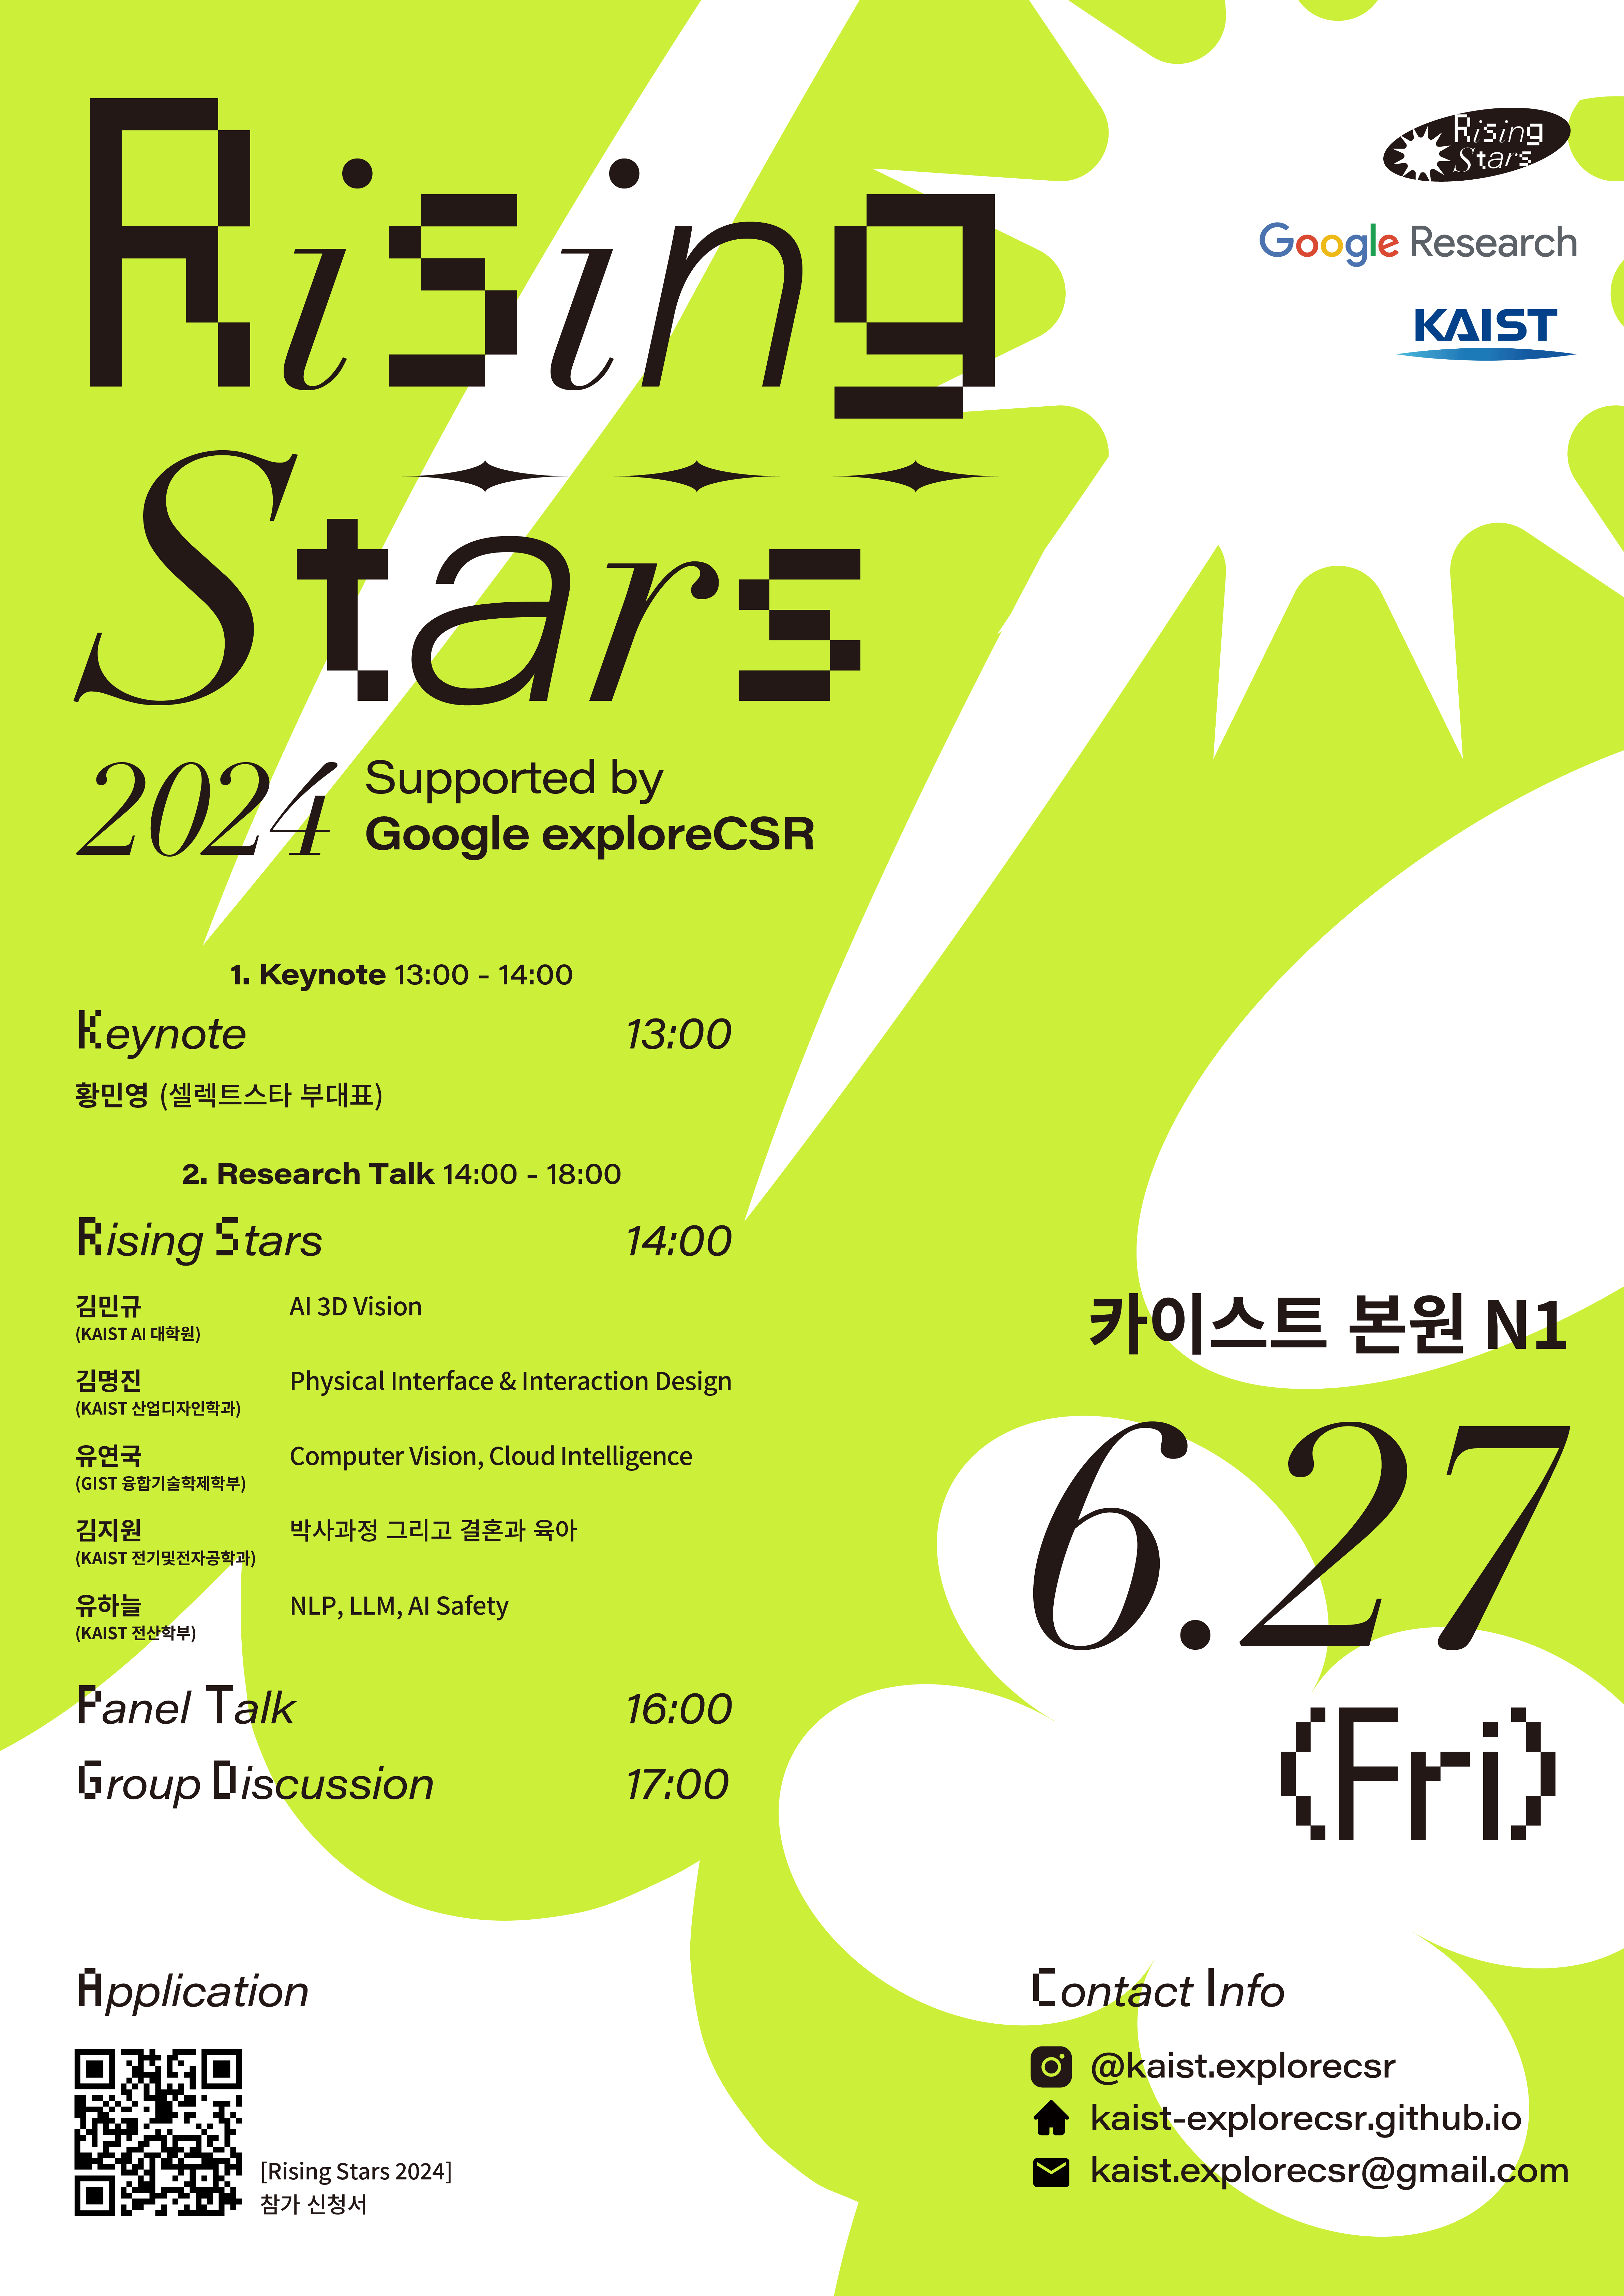 Rising
Stars
Rising
Stars
Google Research
KAIST
2024
Supported by
Google exploreCSR
1. Keynote 13:00 - 14:00
Keynote 13:00
황민영 (셀렉트스타 부대표)
2. Research Talk 14:00 - 18:00
Rising Stars 14:00
김민규 AI 3D Vision
(KAIST AI 대학원)
김명진 Physical Interface & Interaction Design
(KAIST 산업디자인학과)
유연국 Computer Vision, Cloud Intelligence
(GIST 융합기술학제학부)
김지원 박사과정 그리고 결혼과 육아
(KAIST 전기및전자공학과)
유하늘 NLP, LLM, AI Safety
(KAIST 전산학부)
Panel Talk 16:00
Group Discussion 17:00
카이스트 본원 N1
6.27
(Fri)
Application
[Rising Stars 2024]
참가 신청서
Contact Info
@kaist.explorecsr
kaist-explorecsr.github.io
kaist.explorecsr@gmail.com